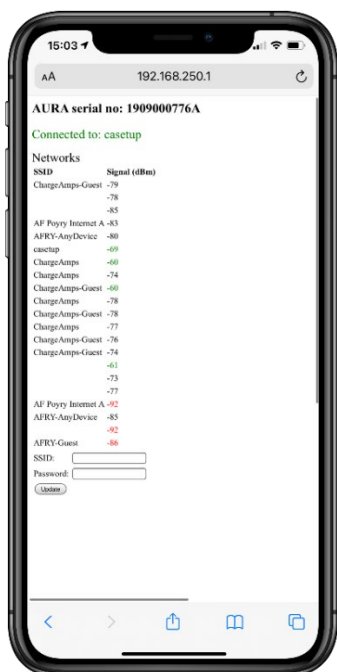 15:03
AA 192.168.250.1
AURA serial no: 1909000776A
Connected to: casetup
Networks
SSID Signal (dBm)
ChargeAmps-Guest -79
-78
-85
AF Poyry Internet A -83
AFRY-AnyDevice -80
casetup -69
ChargeAmps -60
ChargeAmps -74
ChargeAmps-Guest -60
ChargeAmps -78
ChargeAmps-Guest -78
ChargeAmps -77
ChargeAmps-Guest -76
ChargeAmps-Guest -74
-61
-73
-77
AF Poyry Internet A -92
AFRY-AnyDevice -85
-92
AFRY-Guest -86
SSID:
Password:
Update